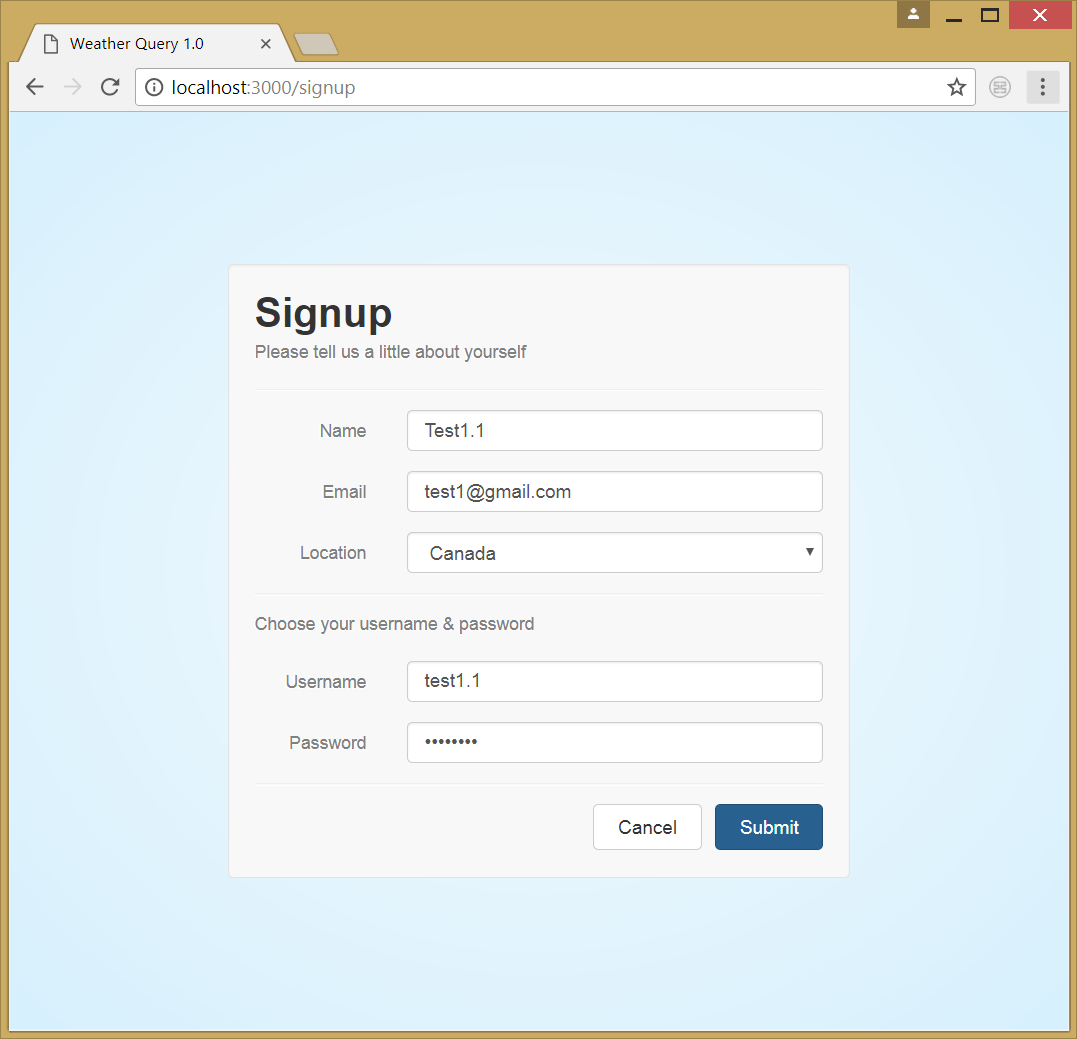 Weather Query 1.0
localhost:3000/signup
Signup
Please tell us a little about yourself
Name Test1.1
Email test1@gmail.com
Location Canada
Choose your username & password
Username test1.1
Password ••••••••
Cancel Submit